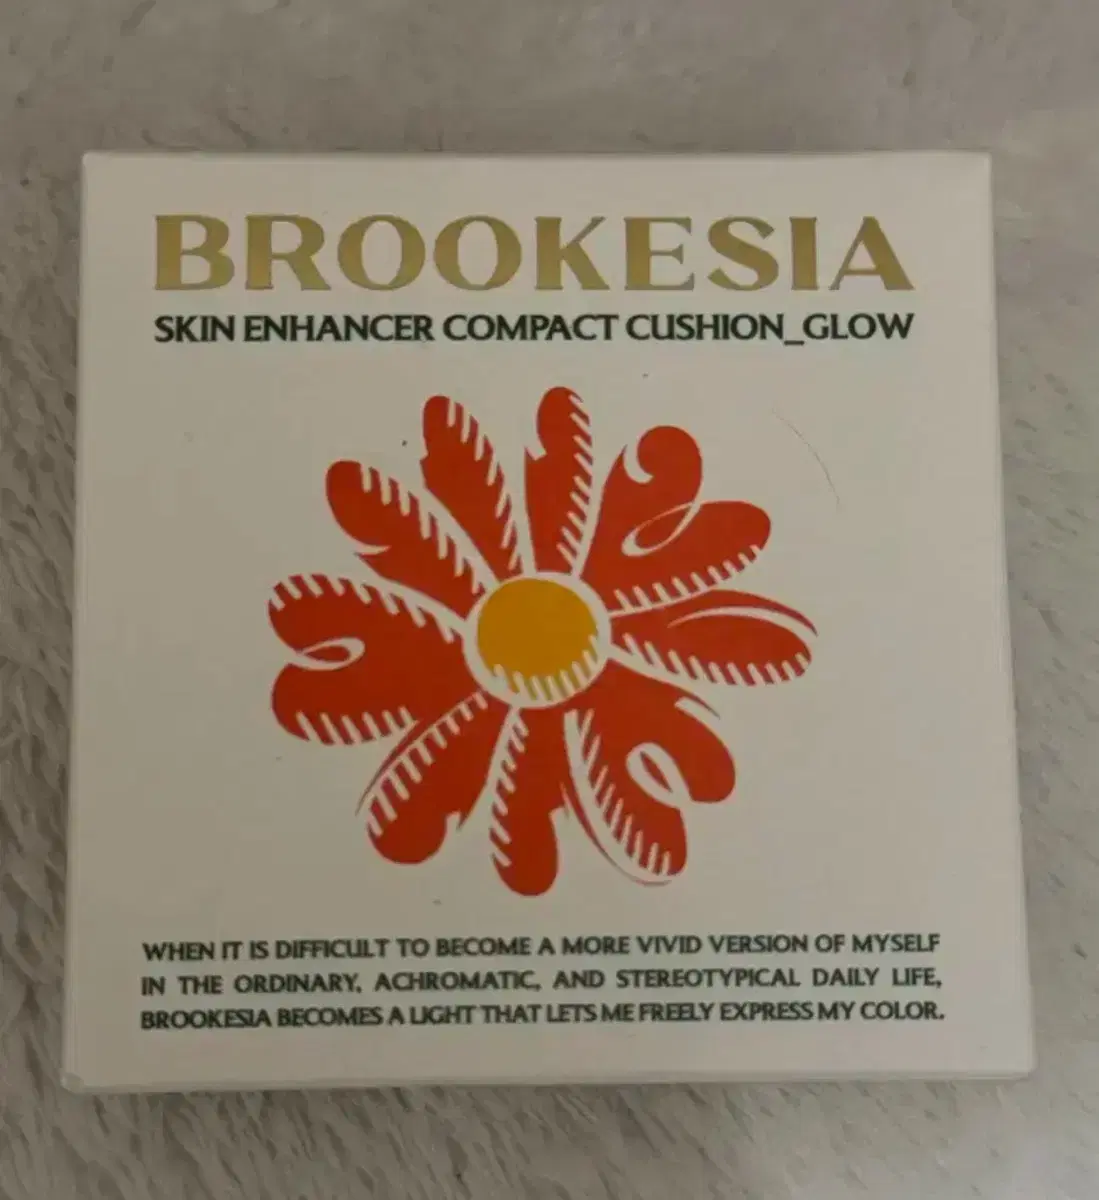 BROOKESIA
SKIN ENHANCER COMPACT CUSHION_GLOW
WHEN IT IS DIFFICULT TO BECOME A MORE VIVID VERSION OF MYSELF
IN THE ORDINARY, ACHROMATIC, AND STEREOTYPICAL DAILY LIFE,
BROOKESIA BECOMES A LIGHT THAT LETS ME FREELY EXPRESS MY COLOR.